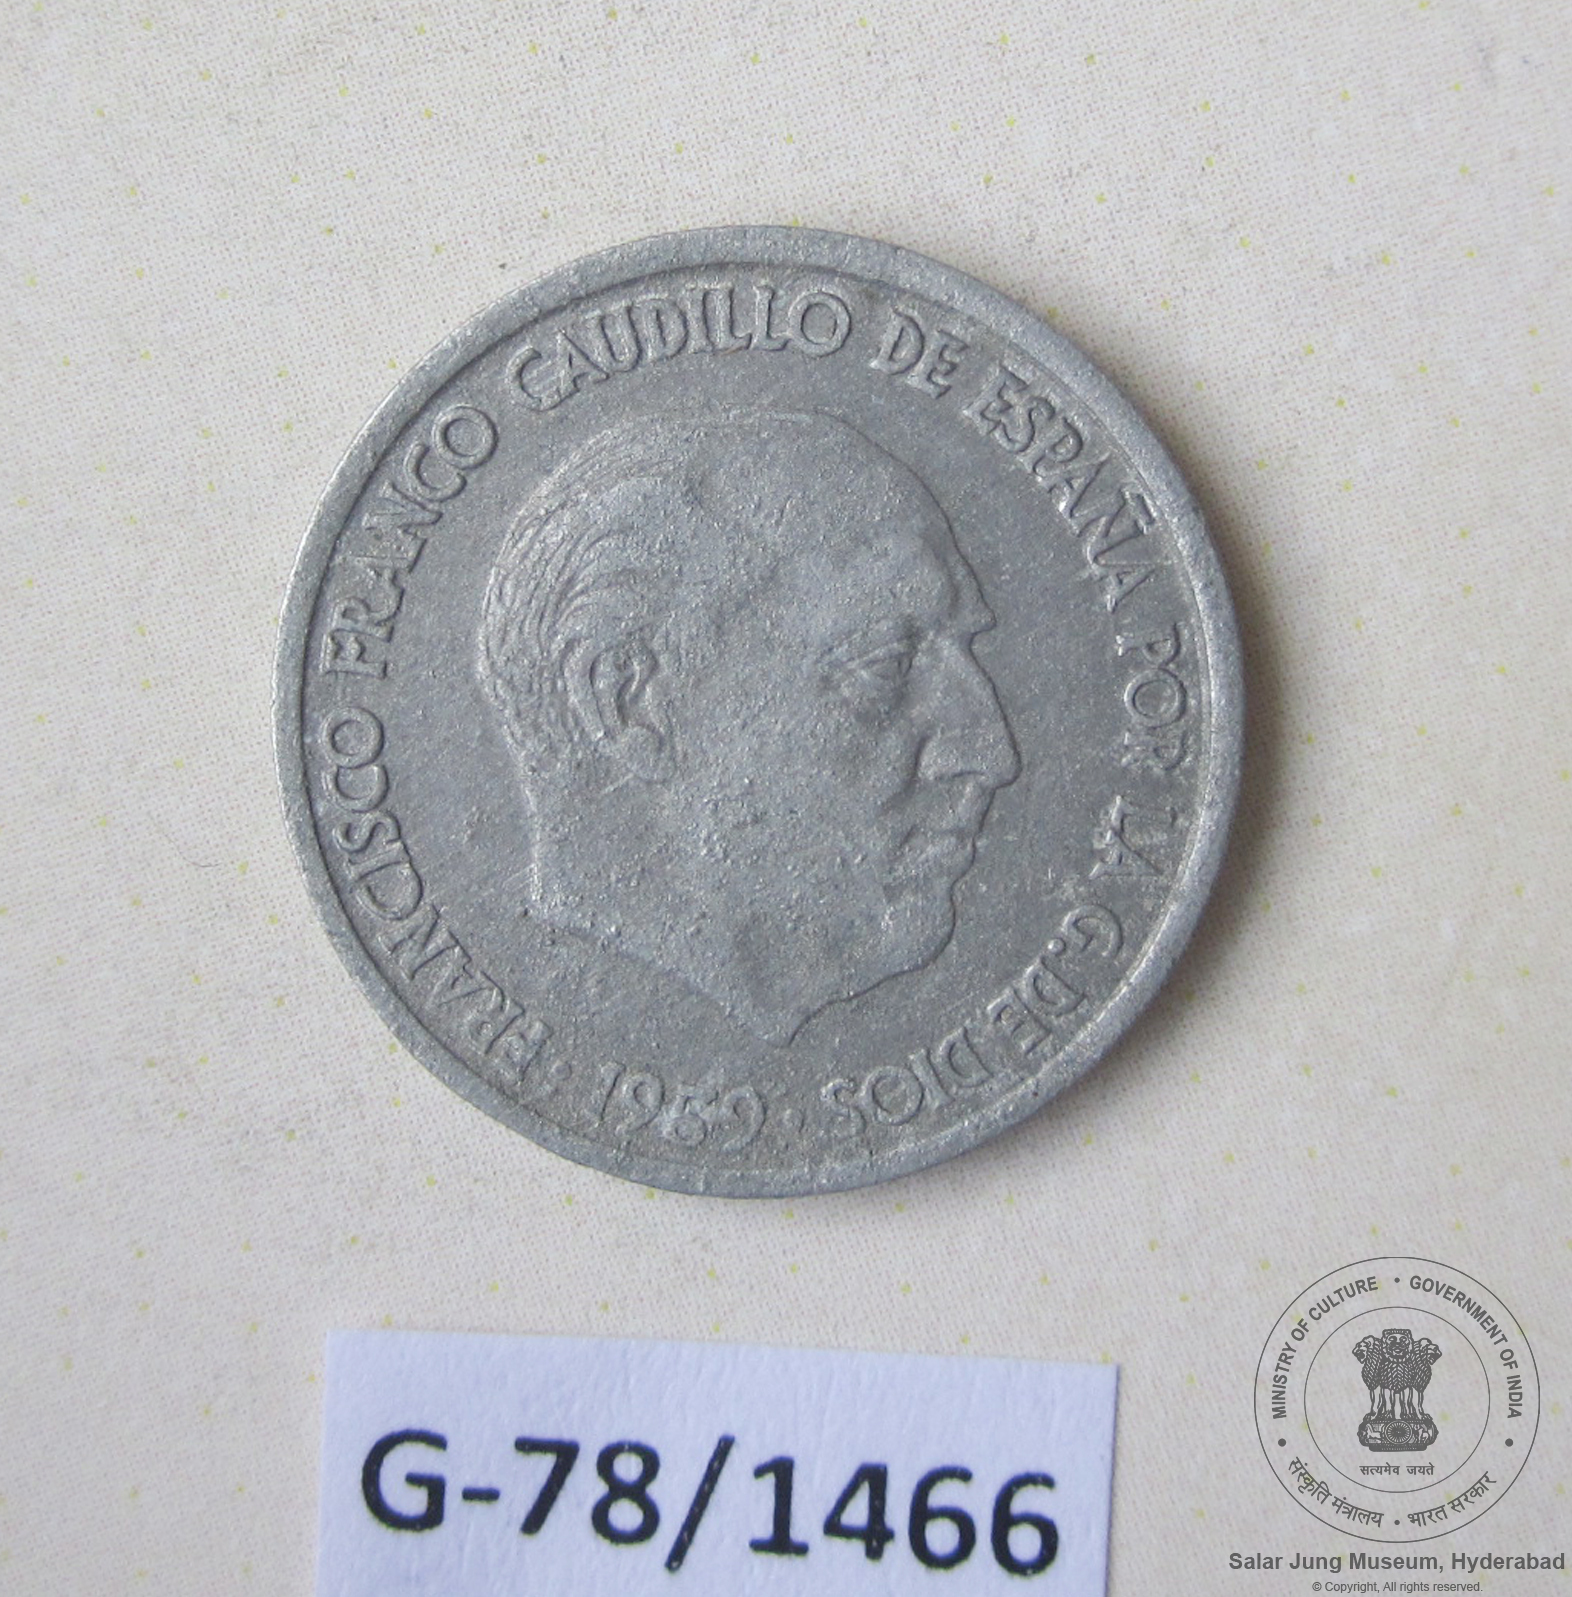 FRANCISCO FRANCO CAUDILLO DE ESPAÑA POR LA G. DE DIOS
· 1959 ·
G-78/1466
MINISTRY OF CULTURE • GOVERNMENT OF INDIA
सत्यमेव जयते
संस्कृति मंत्रालय • भारत सरकार
Salar Jung Museum, Hyderabad
© Copyright, All rights reserved.